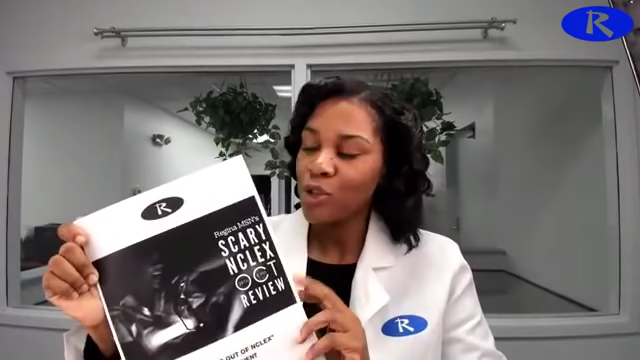 R
R
Regina MSN's
SCARY
NCLEX
OCT
REVIEW
OUT OF NCLEX"
R